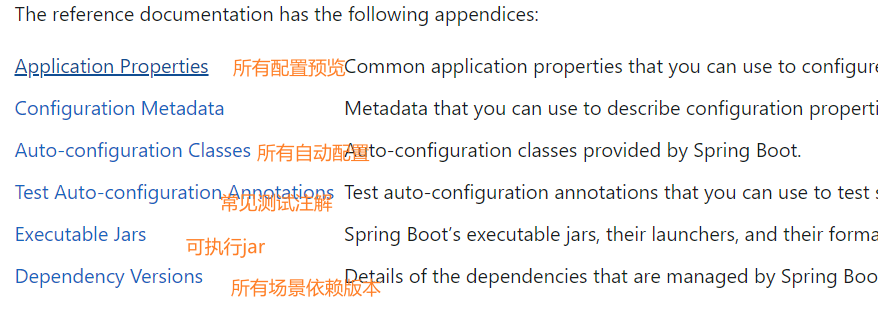 The reference documentation has the following appendices:
Application Properties 所有配置预览 Common application properties that you can use to configure
Configuration Metadata Metadata that you can use to describe configuration properti
Auto-configuration Classes 所有自动配置 Auto-configuration classes provided by Spring Boot.
Test Auto-configuration Annotations Test auto-configuration annotations that you can use to test s
常见测试注解
Executable Jars Spring Boot’s executable jars, their launchers, and their forma
可执行jar
Dependency Versions Details of the dependencies that are managed by Spring Boo
所有场景依赖版本